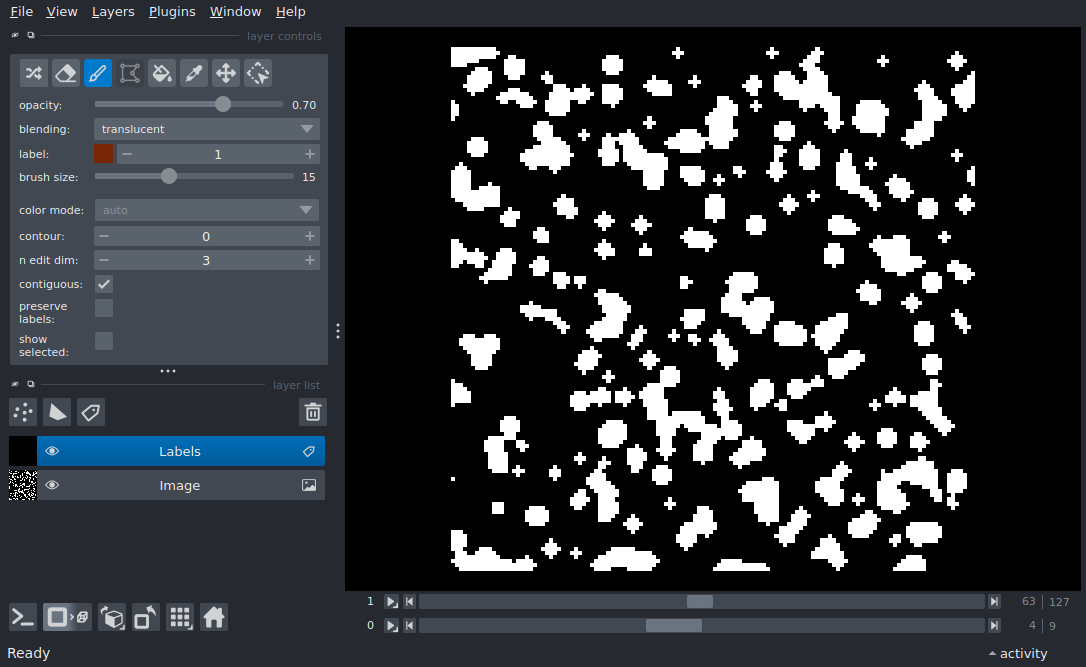 File View Layers Plugins Window Help
layer controls
opacity: 0.70
blending: translucent
label: 1
brush size: 15
color mode: auto
contour: 0
n edit dim: 3
contiguous:
preserve
labels:
show
selected:
layer list
Labels
Image
1 63 127
0 4 9
Ready activity